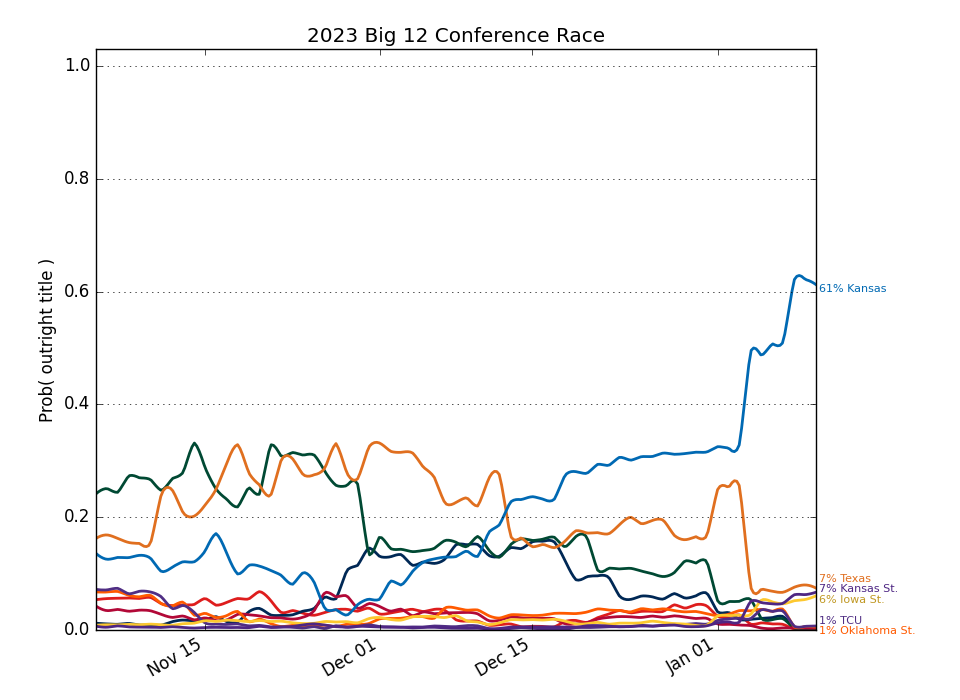 2023 Big 12 Conference Race
Prob( outright title )
1.0
0.8
0.6
0.4
0.2
0.0
61% Kansas
7% Texas
7% Kansas St.
6% Iowa St.
1% TCU
1% Oklahoma St.
Nov 15
Dec 01
Dec 15
Jan 01